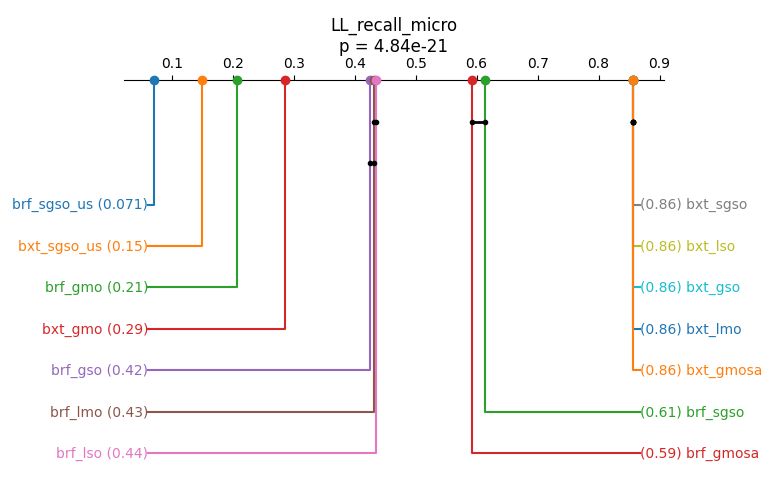 LL_recall_micro
p = 4.84e-21
0.1 0.2 0.3 0.4 0.5 0.6 0.7 0.8 0.9
brf_sgso_us (0.071) (0.86) bxt_sgso
bxt_sgso_us (0.15) (0.86) bxt_lso
brf_gmo (0.21) (0.86) bxt_gso
bxt_gmo (0.29) (0.86) bxt_lmo
brf_gso (0.42) (0.86) bxt_gmosa
brf_lmo (0.43) (0.61) brf_sgso
brf_lso (0.44) (0.59) brf_gmosa